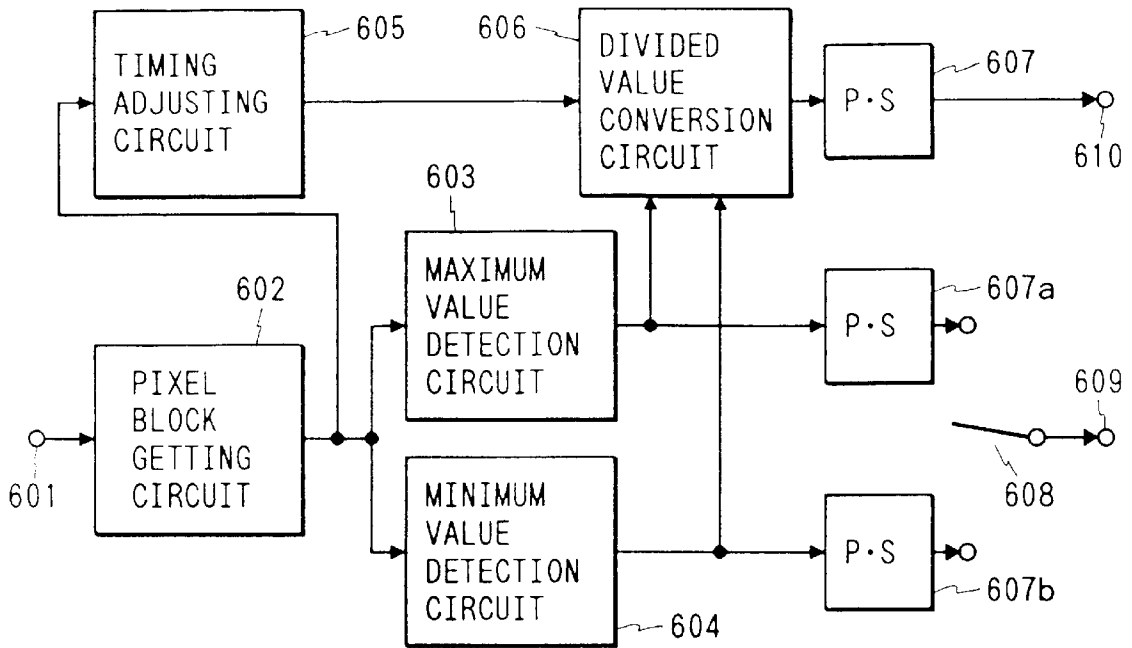 605
TIMING
ADJUSTING
CIRCUIT
606
DIVIDED
VALUE
CONVERSION
CIRCUIT
607
P·S
610
603
MAXIMUM
VALUE
DETECTION
CIRCUIT
607a
P·S
602
PIXEL
BLOCK
GETTING
CIRCUIT
601
609
608
MINIMUM
VALUE
DETECTION
CIRCUIT
604
P·S
607b